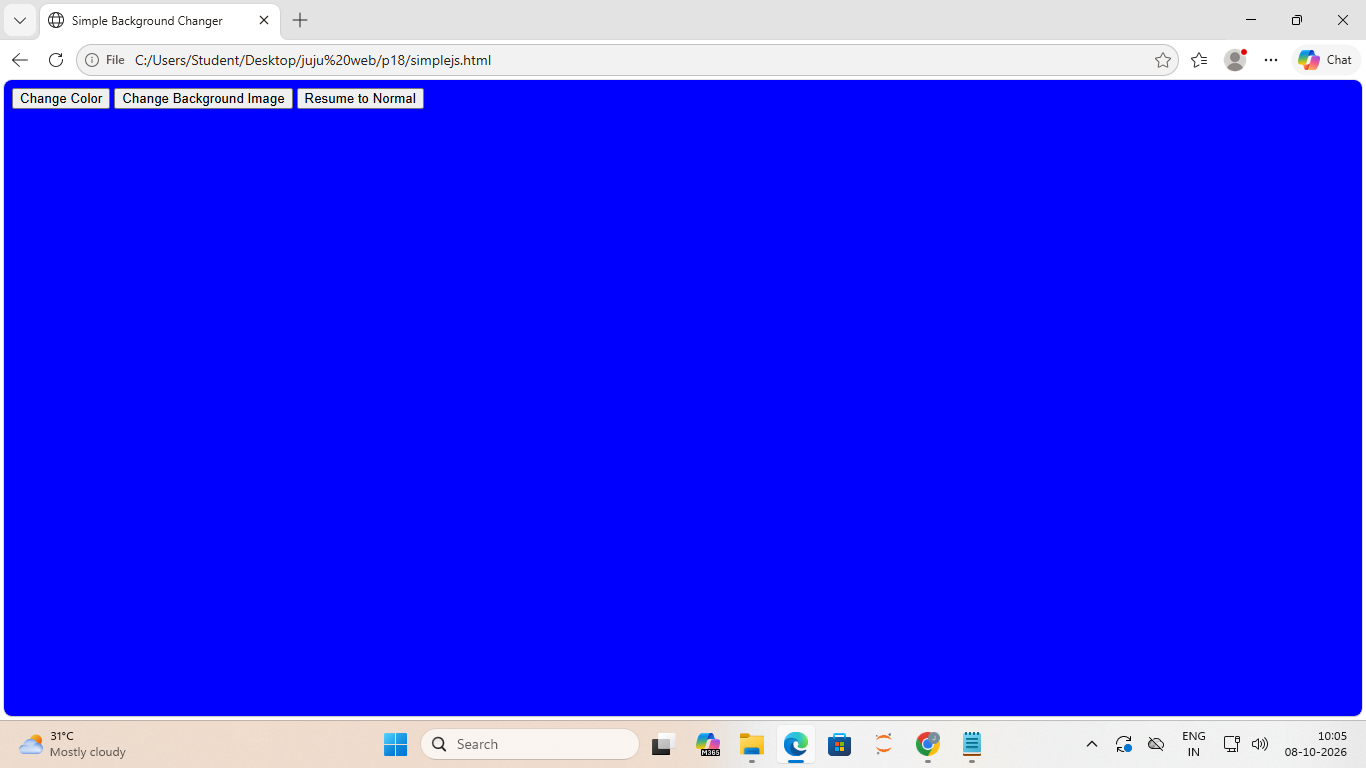 Simple Background Changer
File C:/Users/Student/Desktop/juju%20web/p18/simplejs.html
Chat
Change Color Change Background Image Resume to Normal
31°C
Mostly cloudy
Search
M365
ENG
IN
10:05
08-10-2026